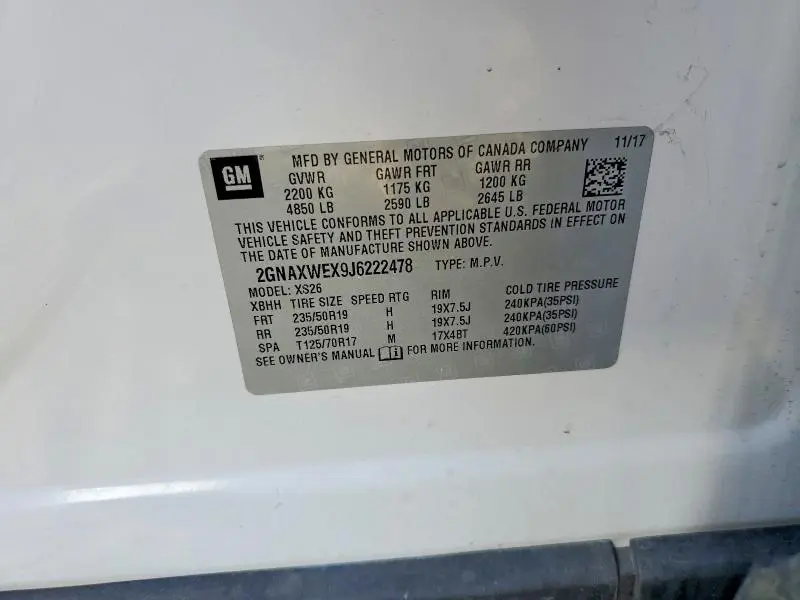 GM
MFD BY GENERAL MOTORS OF CANADA COMPANY 11/17
GVWR GAWR FRT GAWR RR
2200 KG 1175 KG 1200 KG
4850 LB 2590 LB 2645 LB
THIS VEHICLE CONFORMS TO ALL APPLICABLE U.S. FEDERAL MOTOR
VEHICLE SAFETY AND THEFT PREVENTION STANDARDS IN EFFECT ON
THE DATE OF MANUFACTURE SHOWN ABOVE.
2GNAXWEX9J6222478 TYPE: M.P.V.
MODEL: XS26
XBHH TIRE SIZE SPEED RTG RIM COLD TIRE PRESSURE
FRT 235/50R19 H 19X7.5J 240KPA(35PSI)
RR 235/50R19 H 19X7.5J 240KPA(35PSI)
SPA T125/70R17 M 17X4BT 420KPA(60PSI)
SEE OWNER'S MANUAL FOR MORE INFORMATION.